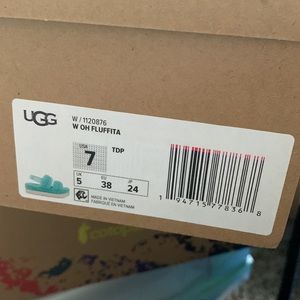 UGG
W / 1120876
W OH FLUFFITA
USA
7
TDP
UK
5
EU
38
JP
24
MADE IN VIETNAM
FABRIQUÉ EN VIETNAM
1 94715 77836 8